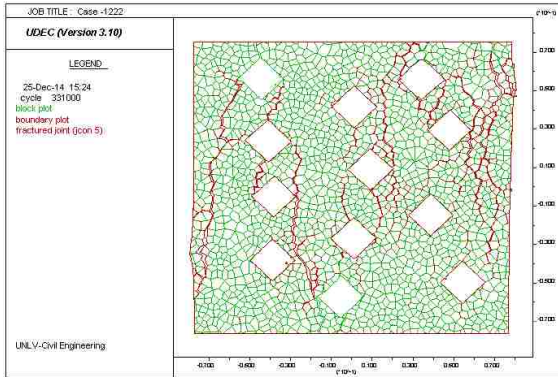 JOB TITLE : Case -1222
(*10^-1)
UDEC (Version 3.10)
LEGEND
25-Dec-14 15:24
cycle 331000
block plot
boundary plot
fractured joint (jcon 5)
UNLV-Civil Engineering
0.700
0.500
0.300
0.100
-0.100
-0.300
-0.500
-0.700
-0.700 -0.500 -0.300 -0.100 0.100 0.300 0.500 0.700
(*10^-1)